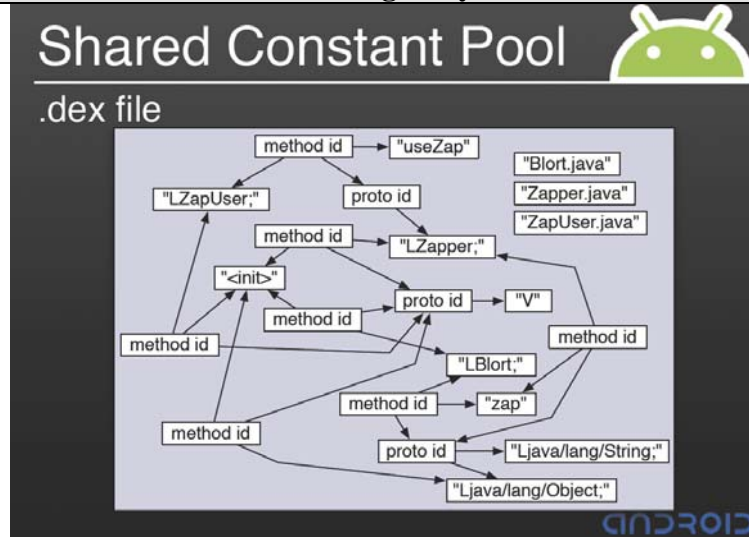 Shared Constant Pool
.dex file
method id
"useZap"
"Blort.java"
"LZapUser;"
proto id
"Zapper.java"
"ZapUser.java"
method id
"LZapper;"
"<init>"
proto id
"V"
method id
method id
method id
"LBlort;"
method id
"zap"
method id
proto id
"Ljava/lang/String;"
"Ljava/lang/Object;"
ANDROID